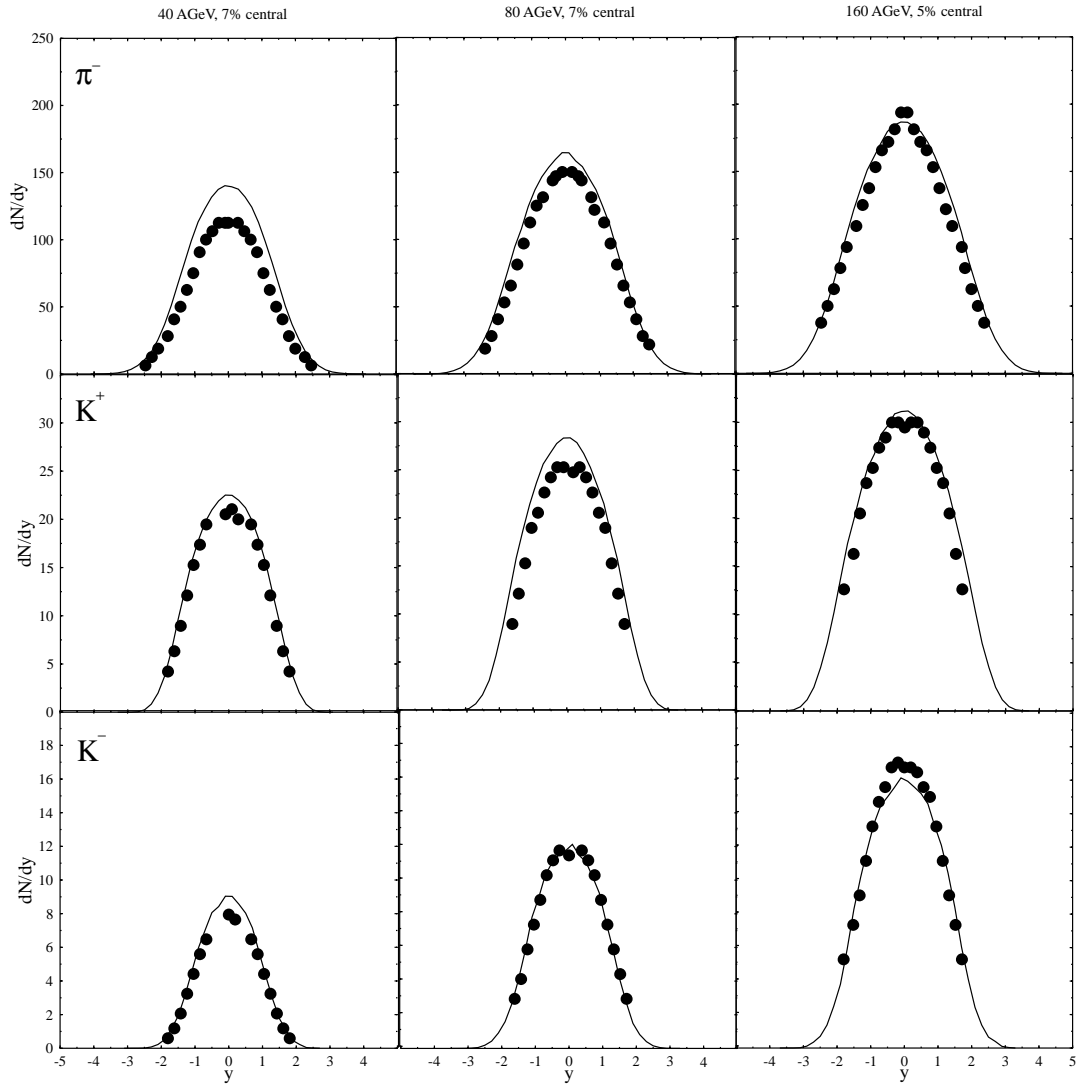 40 AGeV, 7% central 80 AGeV, 7% central 160 AGeV, 5% central
π⁻
dN/dy
250
200
150
100
50
0
K⁺
dN/dy
30
25
20
15
10
5
0
K⁻
dN/dy
18
16
14
12
10
8
6
4
2
0
-5 -4 -3 -2 -1 0 1 2 3 4 -4 -3 -2 -1 0 1 2 3 4 -4 -3 -2 -1 0 1 2 3 4 5
y y y